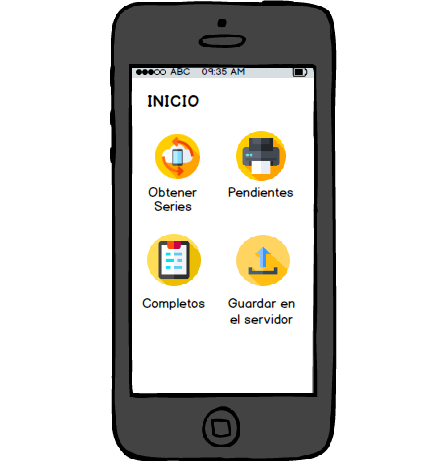 ABC 09:35 AM
INICIO
Obtener Series
Pendientes
Completos
Guardar en
el servidor